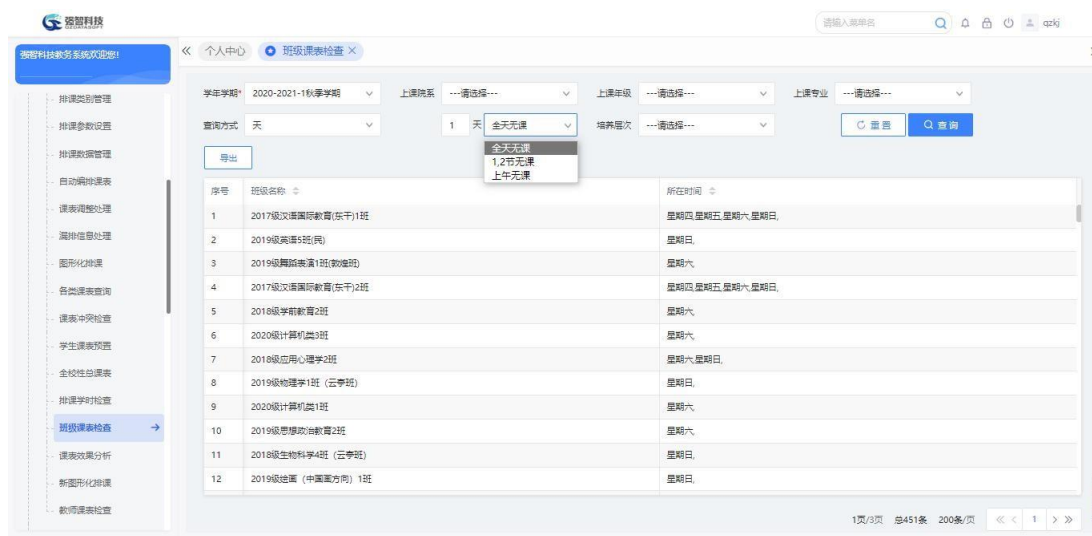 强智科技
QZDATASOFT
请输入菜单名
qzkj
强智科技教务系统欢迎您!
个人中心
班级课表检查
排课类别管理
排课参数设置
排课数据管理
自动编排课表
课表调整处理
漏排信息处理
图形化排课
各类课表查询
课表冲突检查
学生课表预置
全校性总课表
排课学时检查
班级课表检查
课表效果分析
新图形化排课
教师课表检查
学年学期* 2020-2021-1秋季学期 上课院系 ---请选择--- 上课年级 ---请选择--- 上课专业 ---请选择---
查询方式 天 1 天 全天无课 培养层次 ---请选择--- 重置 查询
全天无课
1,2节无课
上午无课
导出
序号 班级名称 所在时间
1 2017级汉语国际教育(东干)1班 星期四,星期五,星期六,星期日,
2 2019级英语5班(民) 星期日,
3 2019级舞蹈表演1班(敦煌班) 星期六,
4 2017级汉语国际教育(东干)2班 星期四,星期五,星期六,星期日,
5 2018级学前教育2班 星期六,
6 2020级计算机类3班 星期六,
7 2018级应用心理学2班 星期六,星期日,
8 2019级物理学1班（云亭班） 星期日,
9 2020级计算机类1班 星期六,
10 2019级思想政治教育2班 星期六,
11 2018级生物科学4班（云亭班） 星期日,
12 2019级绘画（中国画方向）1班 星期日,
1页/3页 总451条 200条/页 1